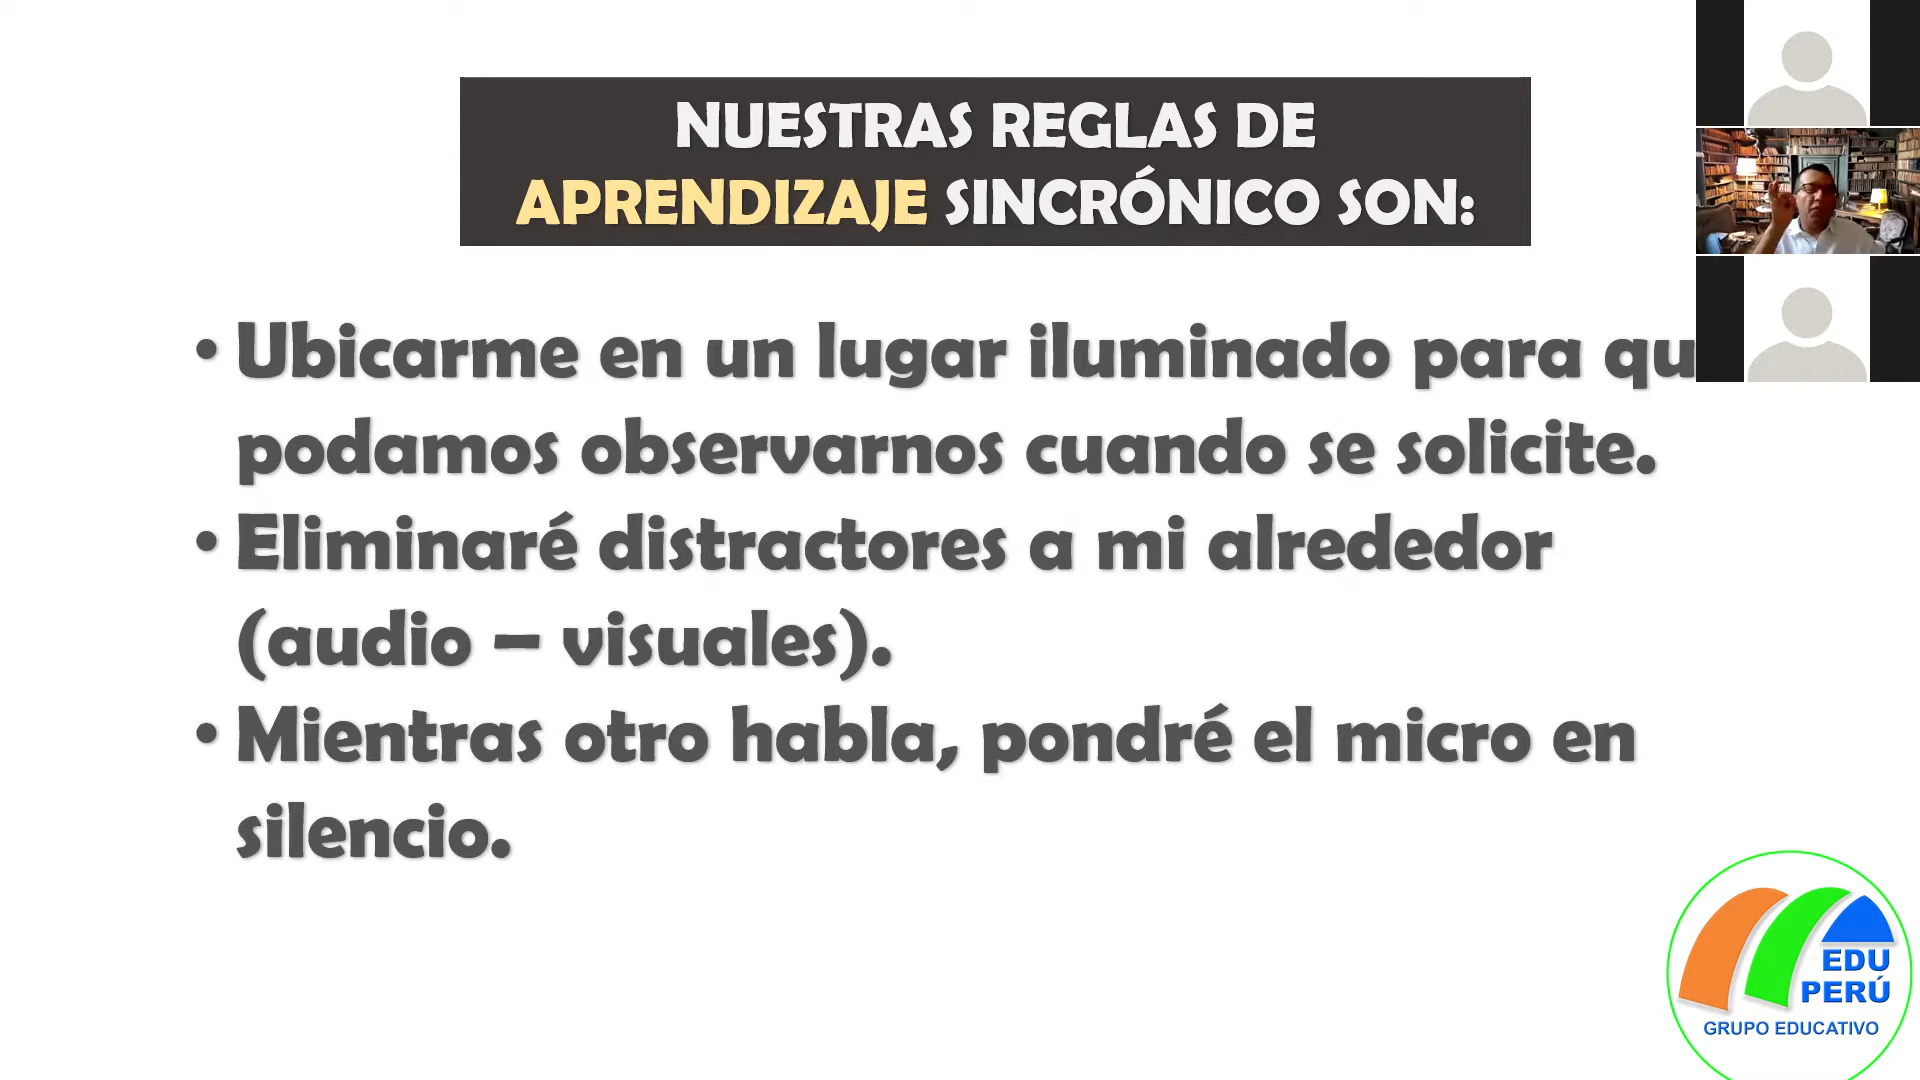 NUESTRAS REGLAS DE
APRENDIZAJE SINCRÓNICO SON:
• Ubicarme en un lugar iluminado para qu
podamos observarnos cuando se solicite.
• Eliminaré distractores a mi alrededor
(audio – visuales).
• Mientras otro habla, pondré el micro en
silencio.
EDU
PERÚ
GRUPO EDUCATIVO